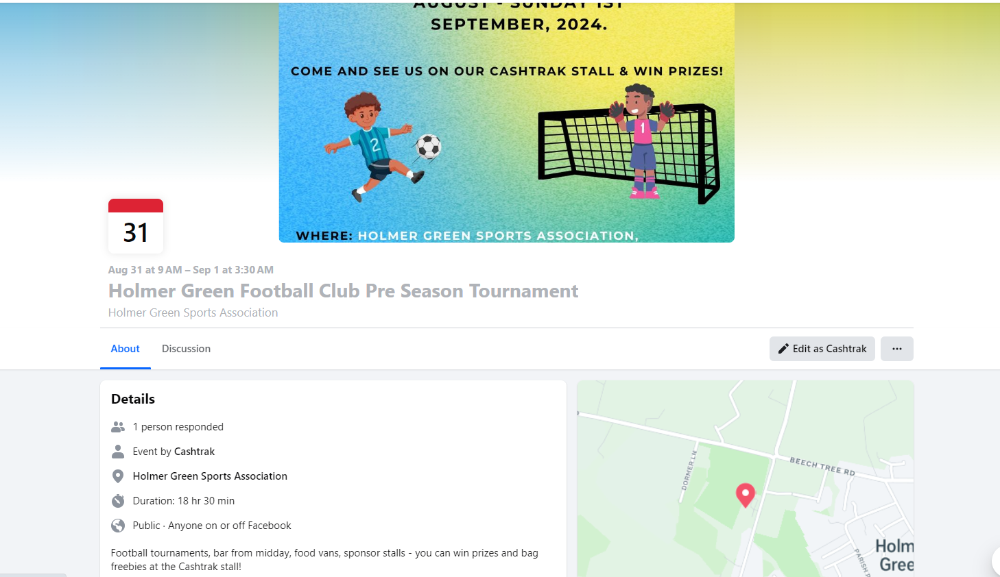 AUGUST - SUNDAY 1ST
SEPTEMBER, 2024.
COME AND SEE US ON OUR CASHTRAK STALL & WIN PRIZES!
2
1
WHERE: HOLMER GREEN SPORTS ASSOCIATION,
31
Aug 31 at 9 AM – Sep 1 at 3:30 AM
Holmer Green Football Club Pre Season Tournament
Holmer Green Sports Association
About
Discussion
Edit as Cashtrak
Details
1 person responded
Event by Cashtrak
Holmer Green Sports Association
Duration: 18 hr 30 min
Public · Anyone on or off Facebook
Football tournaments, bar from midday, food vans, sponsor stalls - you can win prizes and bag
freebies at the Cashtrak stall!
DORMER LN
BEECH TREE RD
Holm
Gree
PARISH P